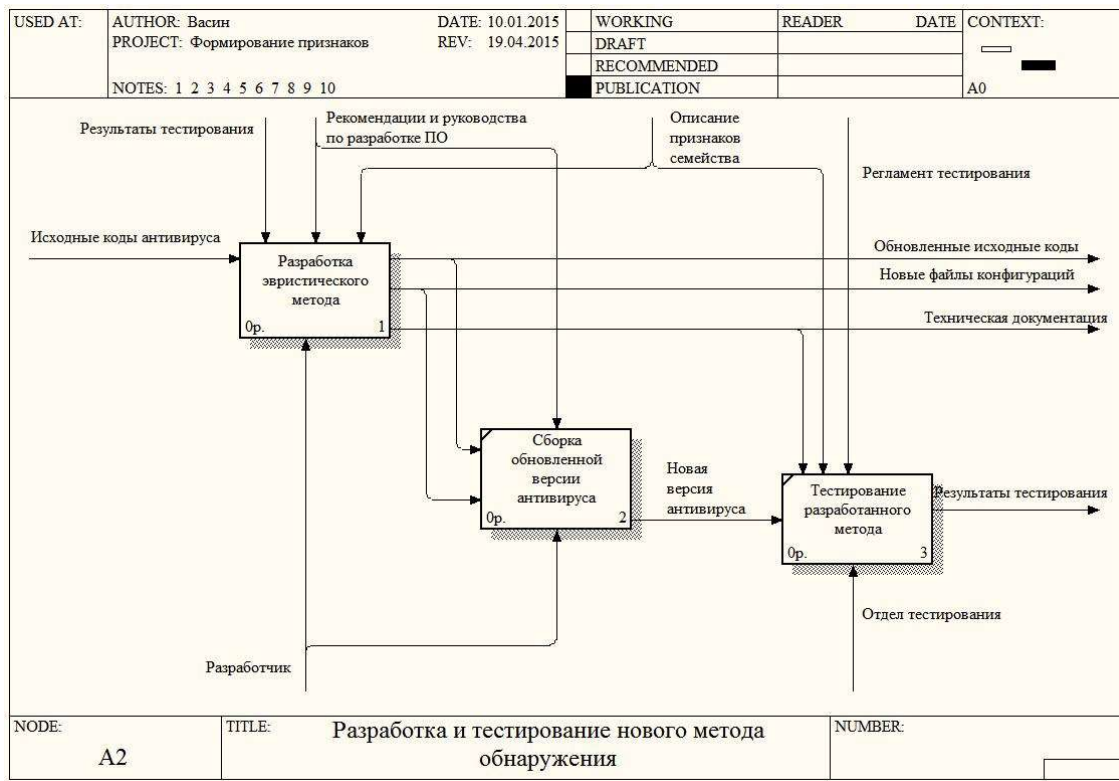 USED AT:
AUTHOR: Васин
DATE: 10.01.2015
PROJECT: Формирование признаков
REV: 19.04.2015
NOTES: 1 2 3 4 5 6 7 8 9 10
WORKING
DRAFT
RECOMMENDED
PUBLICATION
READER
DATE
CONTEXT:
A0
Результаты тестирования
Рекомендации и руководства
по разработке ПО
Описание
признаков
семейства
Регламент тестирования
Исходные коды антивируса
Разработка
эвристического
метода
0р.
1
Обновленные исходные коды
Новые файлы конфигураций
Техническая документация
Сборка
обновленной
версии
антивируса
0р.
2
Новая
версия
антивируса
Тестирование
разработанного
метода
0р.
3
Результаты тестирования
Отдел тестирования
Разработчик
NODE:
A2
TITLE:
Разработка и тестирование нового метода
обнаружения
NUMBER: